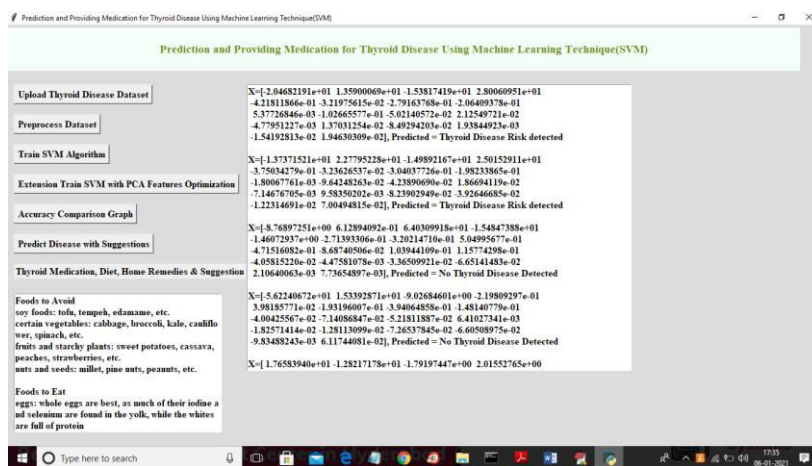 Prediction and Providing Medication for Thyroid Disease Using Machine Learning Technique(SVM)
Prediction and Providing Medication for Thyroid Disease Using Machine Learning Technique(SVM)
Upload Thyroid Disease Dataset
Preprocess Dataset
Train SVM Algorithm
Extension Train SVM with PCA Features Optimization
Accuracy Comparison Graph
Predict Disease with Suggestions
Thyroid Medication, Diet, Home Remedies & Suggestion
Foods to Avoid
soy foods: tofu, tempeh, edamame, etc.
certain vegetables: cabbage, broccoli, kale, cauliflo
wer, spinach, etc.
fruits and starchy plants: sweet potatoes, cassava,
peaches, strawberries, etc.
nuts and seeds: millet, pine nuts, peanuts, etc.
Foods to Eat
eggs: whole eggs are best, as much of their iodine a
nd selenium are found in the yolk, while the whites
are full of protein
X=[-2.04682191e+01 1.35900069e+01 -1.53817419e+01 2.80060951e+01
-4.21811866e-01 -3.21975615e-02 -2.79163768e-01 -2.06409378e-01
5.37726846e-03 -1.02665577e-01 -5.02140572e-02 2.12549721e-02
-4.77951227e-03 1.37031254e-02 -8.49294203e-02 1.93844923e-03
-1.54192813e-02 1.94630309e-02], Predicted = Thyroid Disease Risk detected
X=[-1.37371521e+01 2.27795228e+01 -1.49892167e+01 2.50152911e+01
-3.75034279e-01 -3.23626537e-02 -3.04037726e-01 -1.98233865e-01
-1.80067761e-03 -9.64248263e-02 -4.23890690e-02 1.86694119e-02
-7.14676705e-03 9.58350202e-03 -8.23902949e-02 -3.92646685e-02
-1.22314691e-02 7.00494815e-02], Predicted = Thyroid Disease Risk detected
X=[-8.76897251e+00 6.12894092e-01 6.40309918e+01 -1.54847388e+01
-1.46072937e+00 -2.71393306e-01 -3.20214710e-01 5.04995677e-01
-4.71516082e-01 -8.68740506e-02 1.03944109e-01 1.15774298e-01
-4.05815220e-02 -4.47581078e-03 -3.36509921e-02 -6.65141483e-02
2.10640063e-03 7.73654897e-03], Predicted = No Thyroid Disease Detected
X=[-5.62240672e+01 1.53392871e+01 -9.02684601e+00 -2.19809297e-01
3.98185771e-02 -1.93196007e-01 -3.94064858e-01 -1.48140779e-01
-4.00425567e-02 -7.14086847e-02 -5.21811887e-02 6.41027341e-03
-1.82571414e-02 -1.28113099e-02 -7.26537845e-02 -6.60508975e-02
-9.83488243e-03 6.11744081e-02], Predicted = No Thyroid Disease Detected
X=[ 1.76583940e+01 -1.28217178e+01 -1.79197447e+00 2.01552765e+00
Type here to search
17:35
06-01-2021